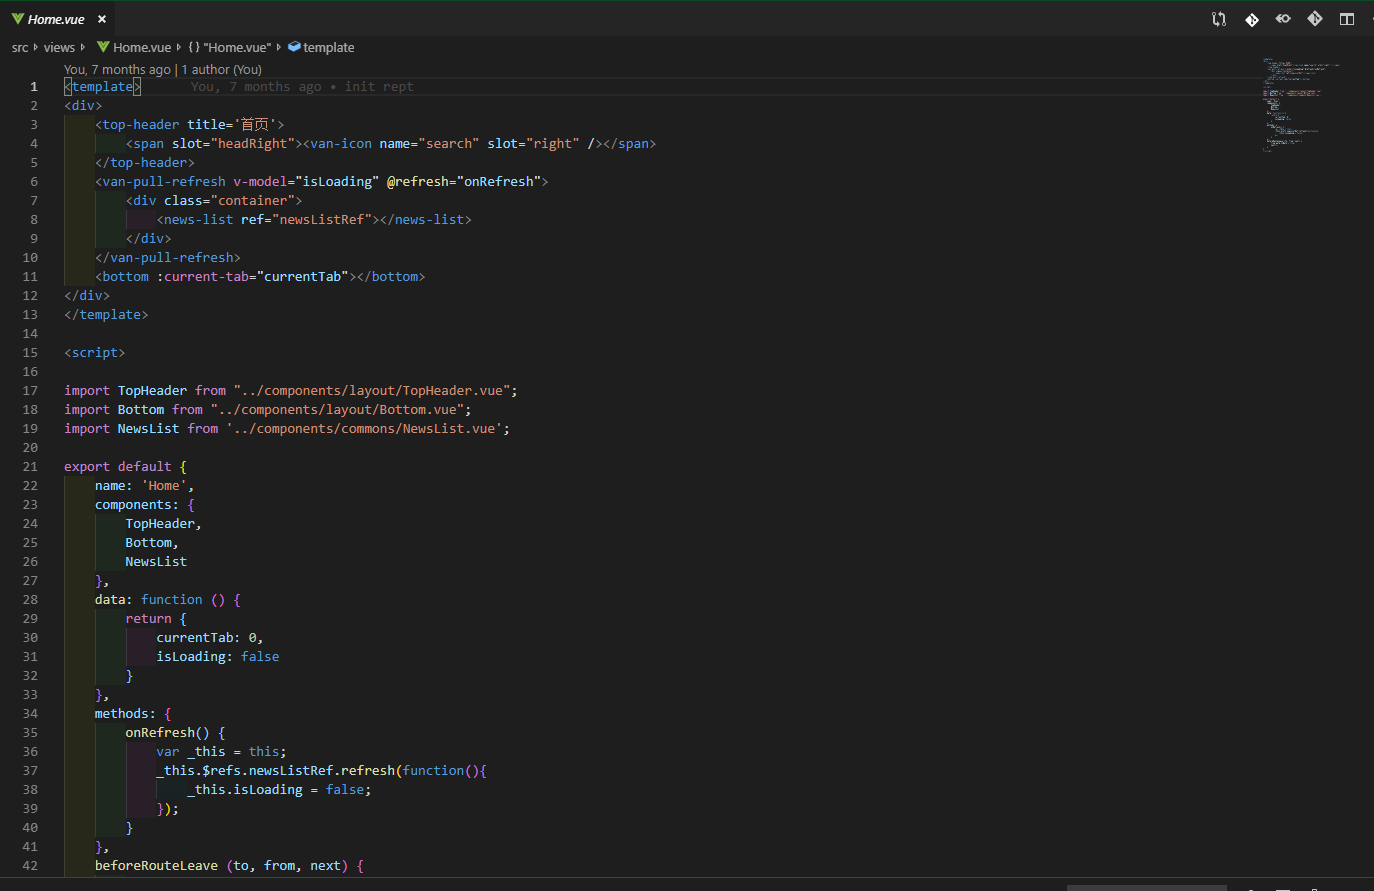 Home.vue ×
src › views › Home.vue › {} "Home.vue" › template
You, 7 months ago | 1 author (You)
1 <template> You, 7 months ago • init rept
2 <div>
3 <top-header title='首页'>
4 <span slot="headRight"><van-icon name="search" slot="right" /></span>
5 </top-header>
6 <van-pull-refresh v-model="isLoading" @refresh="onRefresh">
7 <div class="container">
8 <news-list ref="newsListRef"></news-list>
9 </div>
10 </van-pull-refresh>
11 <bottom :current-tab="currentTab"></bottom>
12 </div>
13 </template>
14
15 <script>
16
17 import TopHeader from "../components/layout/TopHeader.vue";
18 import Bottom from "../components/layout/Bottom.vue";
19 import NewsList from '../components/commons/NewsList.vue';
20
21 export default {
22 name: 'Home',
23 components: {
24 TopHeader,
25 Bottom,
26 NewsList
27 },
28 data: function () {
29 return {
30 currentTab: 0,
31 isLoading: false
32 }
33 },
34 methods: {
35 onRefresh() {
36 var _this = this;
37 _this.$refs.newsListRef.refresh(function(){
38 _this.isLoading = false;
39 });
40 }
41 },
42 beforeRouteLeave (to, from, next) {